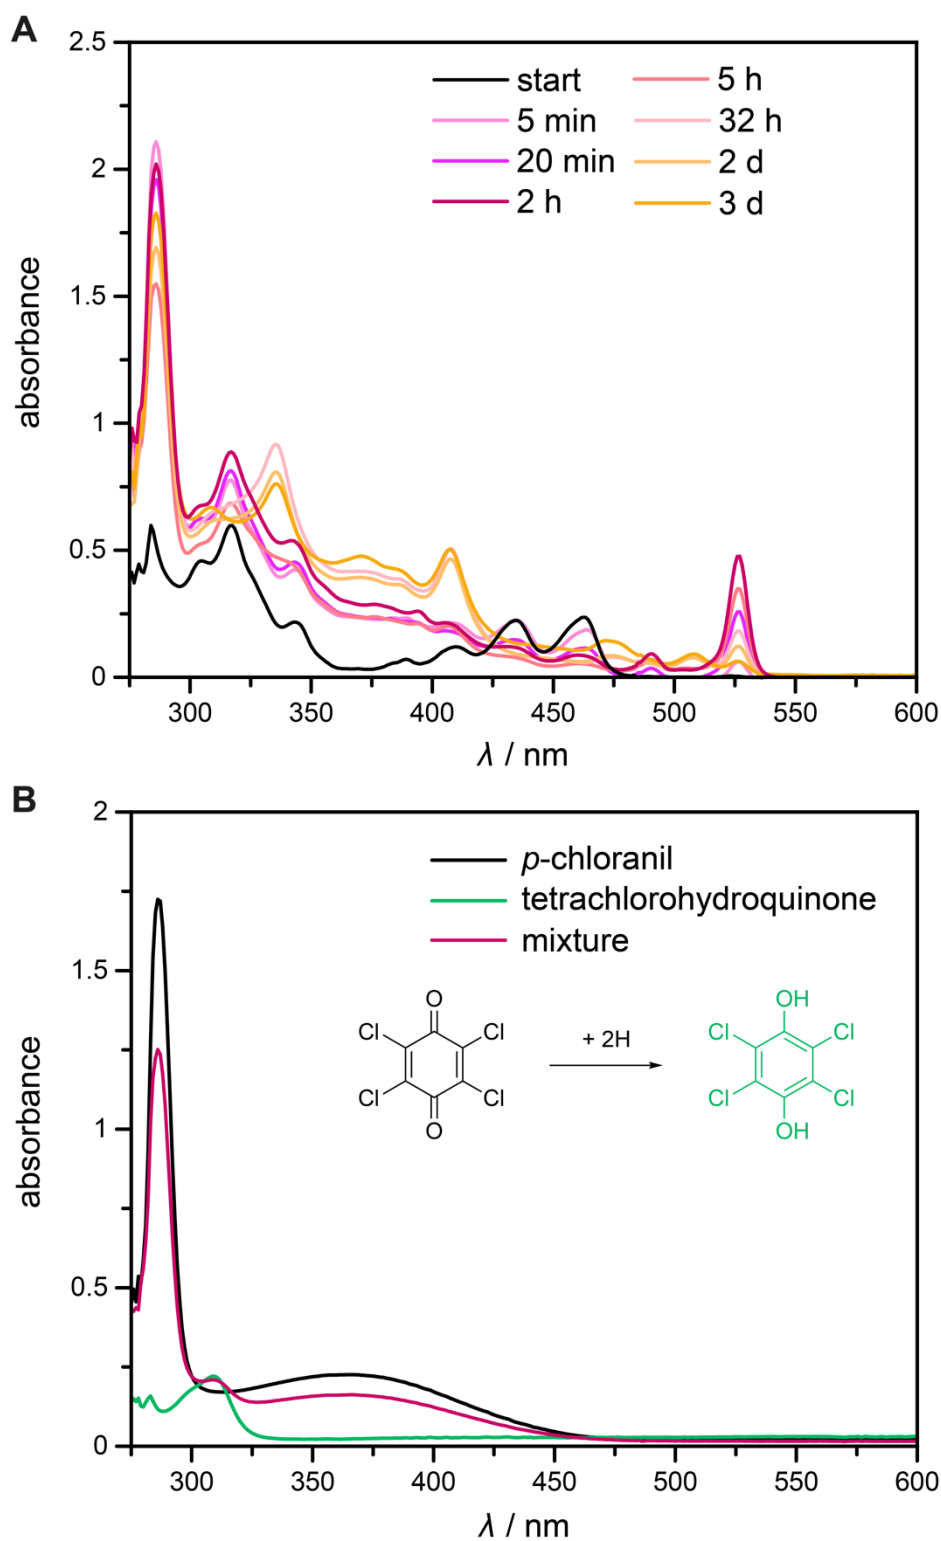 A
2.5
2
1.5
1
0.5
0
absorbance
start
5 min
20 min
2 h
5 h
32 h
2 d
3 d
300 350 400 450 500 550 600
λ / nm
B
2
1.5
1
0.5
0
absorbance
p-chloranil
tetrachlorohydroquinone
mixture
O
Cl Cl
Cl Cl
O
+ 2H
OH
Cl Cl
Cl Cl
OH
300 350 400 450 500 550 600
λ / nm